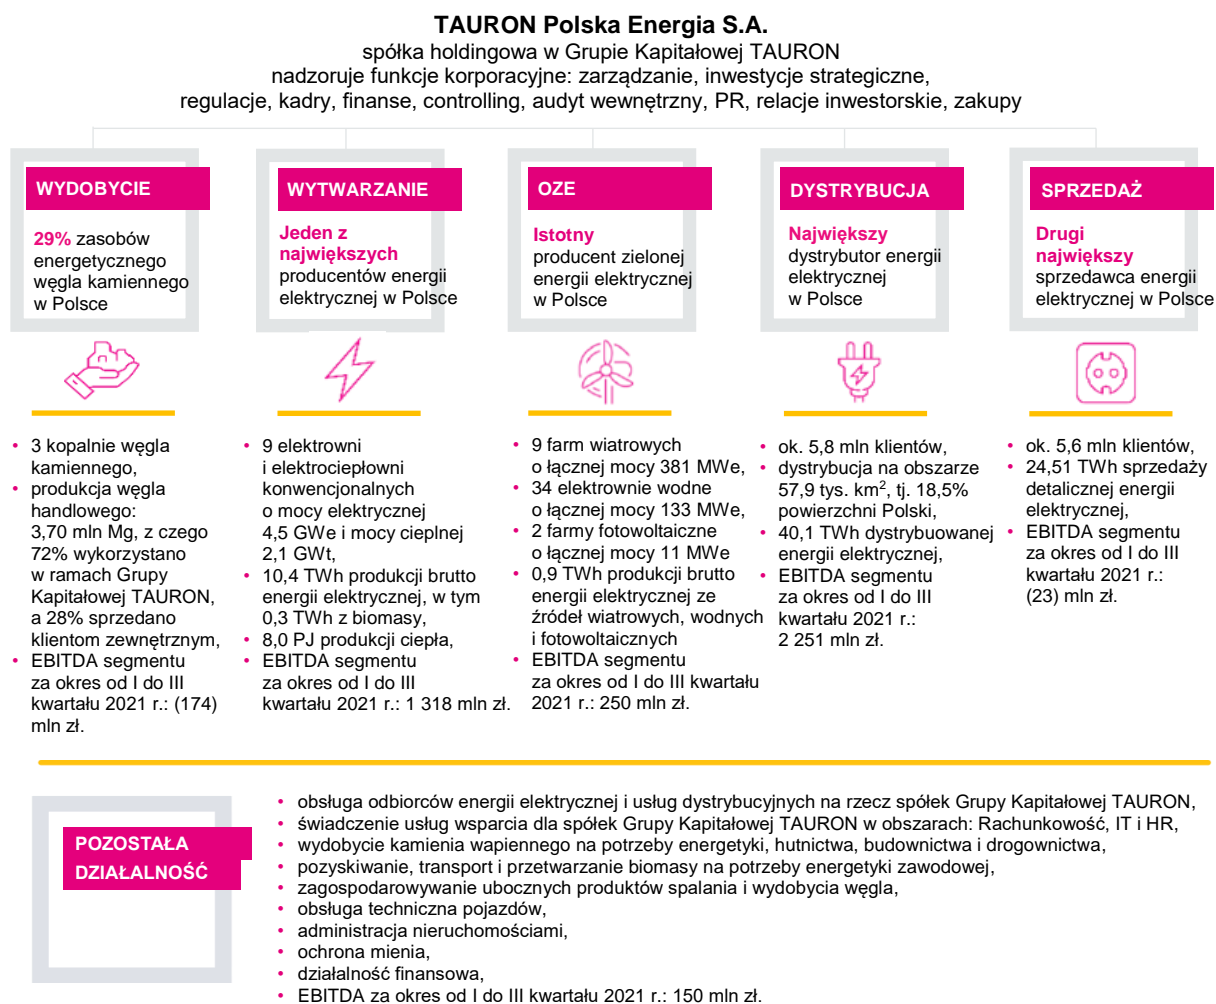 TAURON Polska Energia S.A.
spółka holdingowa w Grupie Kapitałowej TAURON
nadzoruje funkcje korporacyjne: zarządzanie, inwestycje strategiczne,
regulacje, kadry, finanse, controlling, audyt wewnętrzny, PR, relacje inwestorskie, zakupy
WYDOBYCIE
29% zasobów
energetycznego
węgla kamiennego
w Polsce
• 3 kopalnie węgla
kamiennego,
• produkcja węgla
handlowego:
3,70 mln Mg, z czego
72% wykorzystano
w ramach Grupy
Kapitałowej TAURON,
a 28% sprzedano
klientom zewnętrznym,
• EBITDA segmentu
za okres od I do III
kwartału 2021 r.: (174)
mln zł.
WYTWARZANIE
Jeden z
największych
producentów energii
elektrycznej w Polsce
• 9 elektrowni
i elektrociepłowni
konwencjonalnych
o mocy elektrycznej
4,5 GWe i mocy cieplnej
2,1 GWt,
• 10,4 TWh produkcji brutto
energii elektrycznej, w tym
0,3 TWh z biomasy,
• 8,0 PJ produkcji ciepła,
• EBITDA segmentu
za okres od I do III
kwartału 2021 r.: 1 318 mln zł.
OZE
Istotny
producent zielonej
energii elektrycznej
w Polsce
• 9 farm wiatrowych
o łącznej mocy 381 MWe,
• 34 elektrownie wodne
o łącznej mocy 133 MWe,
• 2 farmy fotowoltaiczne
o łącznej mocy 11 MWe
• 0,9 TWh produkcji brutto
energii elektrycznej ze
źródeł wiatrowych, wodnych
i fotowoltaicznych
• EBITDA segmentu
za okres od I do III kwartału
2021 r.: 250 mln zł.
DYSTRYBUCJA
Największy
dystrybutor energii
elektrycznej
w Polsce
• ok. 5,8 mln klientów,
• dystrybucja na obszarze
57,9 tys. km², tj. 18,5%
powierzchni Polski,
• 40,1 TWh dystrybuowanej
energii elektrycznej,
• EBITDA segmentu
za okres od I do III
kwartału 2021 r.:
2 251 mln zł.
SPRZEDAŻ
Drugi
największy
sprzedawca energii
elektrycznej w Polsce
• ok. 5,6 mln klientów,
• 24,51 TWh sprzedaży
detalicznej energii
elektrycznej,
• EBITDA segmentu
za okres od I do III
kwartału 2021 r.:
(23) mln zł.
POZOSTAŁA
DZIAŁALNOŚĆ
• obsługa odbiorców energii elektrycznej i usług dystrybucyjnych na rzecz spółek Grupy Kapitałowej TAURON,
• świadczenie usług wsparcia dla spółek Grupy Kapitałowej TAURON w obszarach: Rachunkowość, IT i HR,
• wydobycie kamienia wapiennego na potrzeby energetyki, hutnictwa, budownictwa i drogownictwa,
• pozyskiwanie, transport i przetwarzanie biomasy na potrzeby energetyki zawodowej,
• zagospodarowywanie ubocznych produktów spalania i wydobycia węgla,
• obsługa techniczna pojazdów,
• administracja nieruchomościami,
• ochrona mienia,
• działalność finansowa,
• EBITDA za okres od I do III kwartału 2021 r.: 150 mln zł.